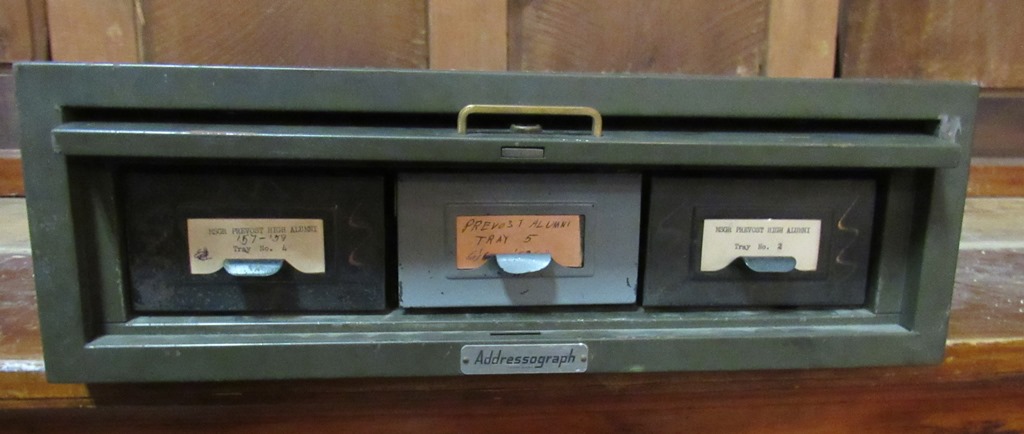 MSGR PREVOST HIGH ALUMNI
'57-'59
Tray No. 4
PREVOST ALUMNI
TRAY 5
MSGR PREVOST HIGH ALUMNI
Tray No. 2
Addressograph